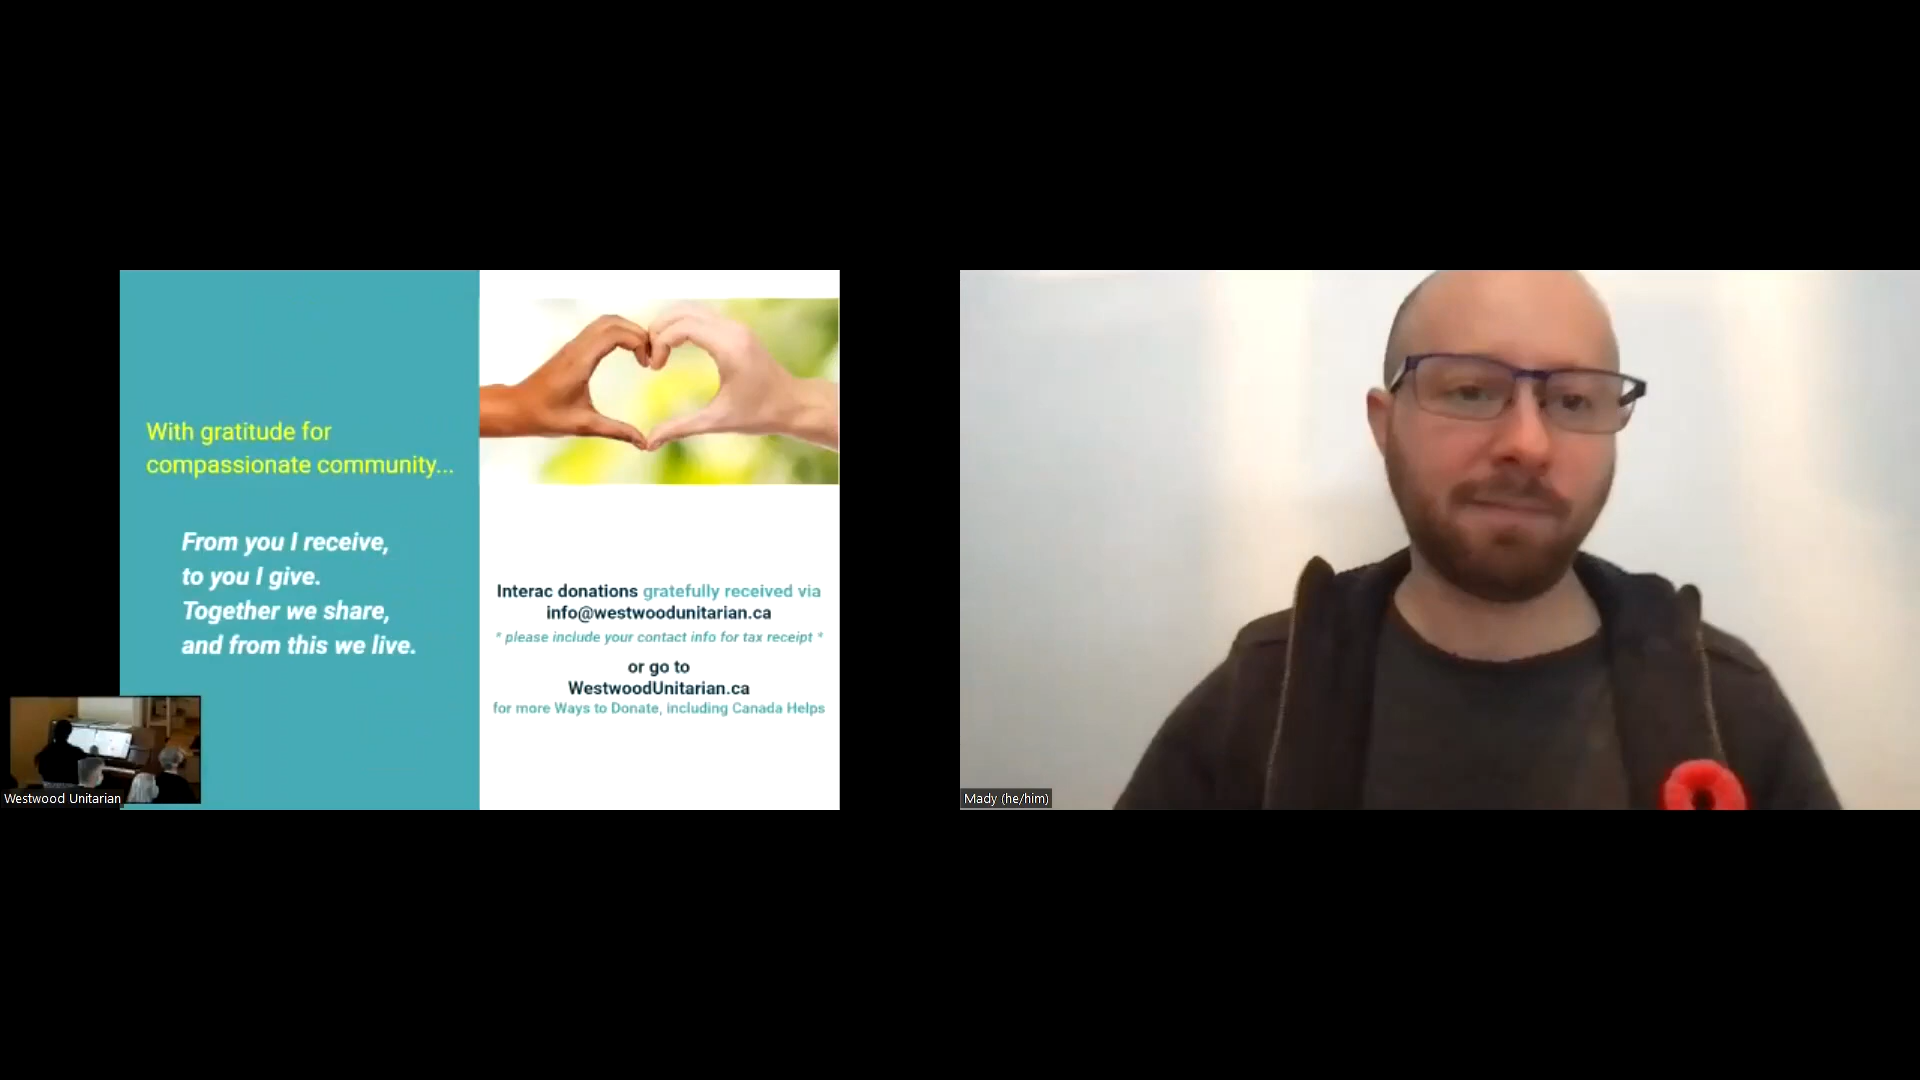 With gratitude for
compassionate community...
From you I receive,
to you I give.
Together we share,
and from this we live.
Interac donations gratefully received via
info@westwoodunitarian.ca
* please include your contact info for tax receipt *
or go to
WestwoodUnitarian.ca
for more Ways to Donate, including Canada Helps
Westwood Unitarian
Mady (he/him)